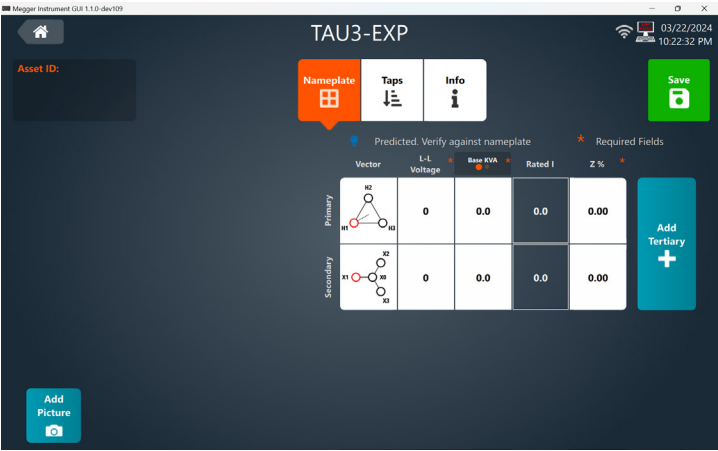 Megger Instrument GUI 1.1.0-dev109
TAU3-EXP
03/22/2024
10:22:32 PM
Asset ID:
Nameplate
Taps
Info
Save
Predicted. Verify against nameplate
* Required Fields
Vector
L-L
Voltage
*
Base KVA
*
Rated I
Z %
*
Primary
H2
H1
H3
0
0.0
0.0
0.00
Add
Tertiary
Secondary
X2
X1
X0
X3
0
0.0
0.0
0.00
Add
Picture